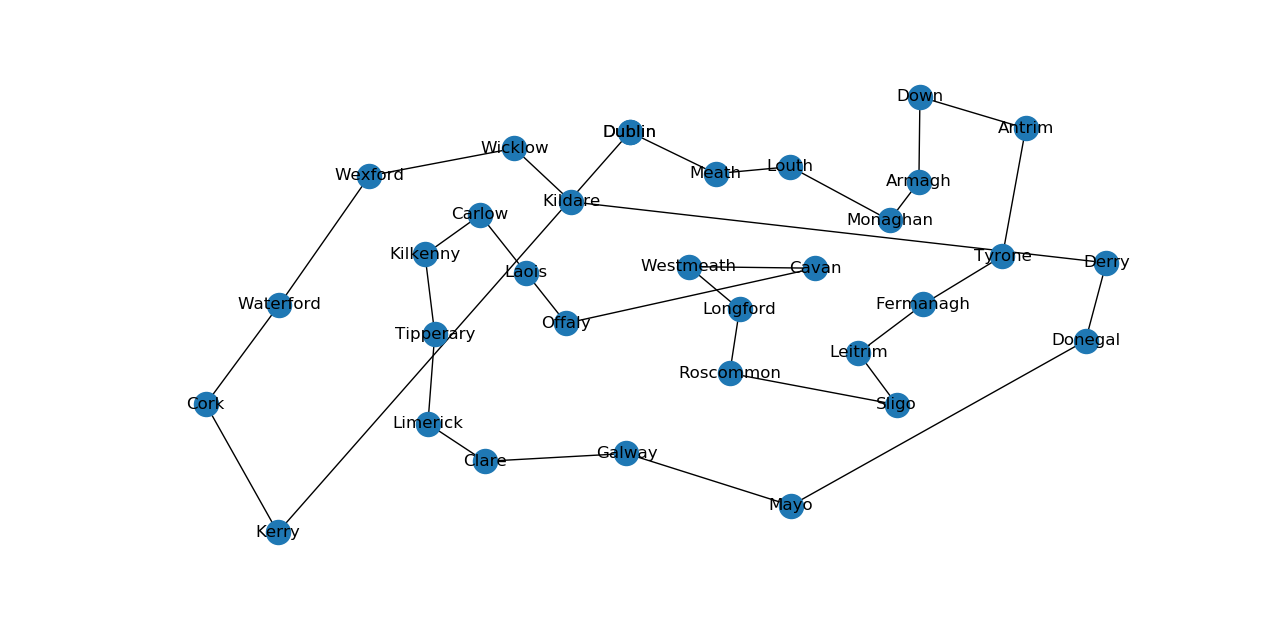 Down
Antrim
Dublin
Wicklow
Louth
Meath
Wexford
Armagh
Kildare
Carlow
Monaghan
Kilkenny
Tyrone
Derry
Westmeath
Cavan
Laois
Waterford
Fermanagh
Longford
Offaly
Tipperary
Donegal
Leitrim
Roscommon
Cork
Sligo
Limerick
Galway
Clare
Mayo
Kerry